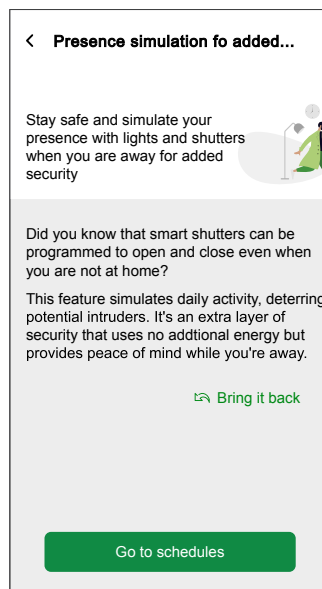 Presence simulation fo added...
Stay safe and simulate your
presence with lights and shutters
when you are away for added
security
Did you know that smart shutters can be
programmed to open and close even when
you are not at home?
This feature simulates daily activity, deterring
potential intruders. It's an extra layer of
security that uses no addtional energy but
provides peace of mind while you're away.
Bring it back
Go to schedules